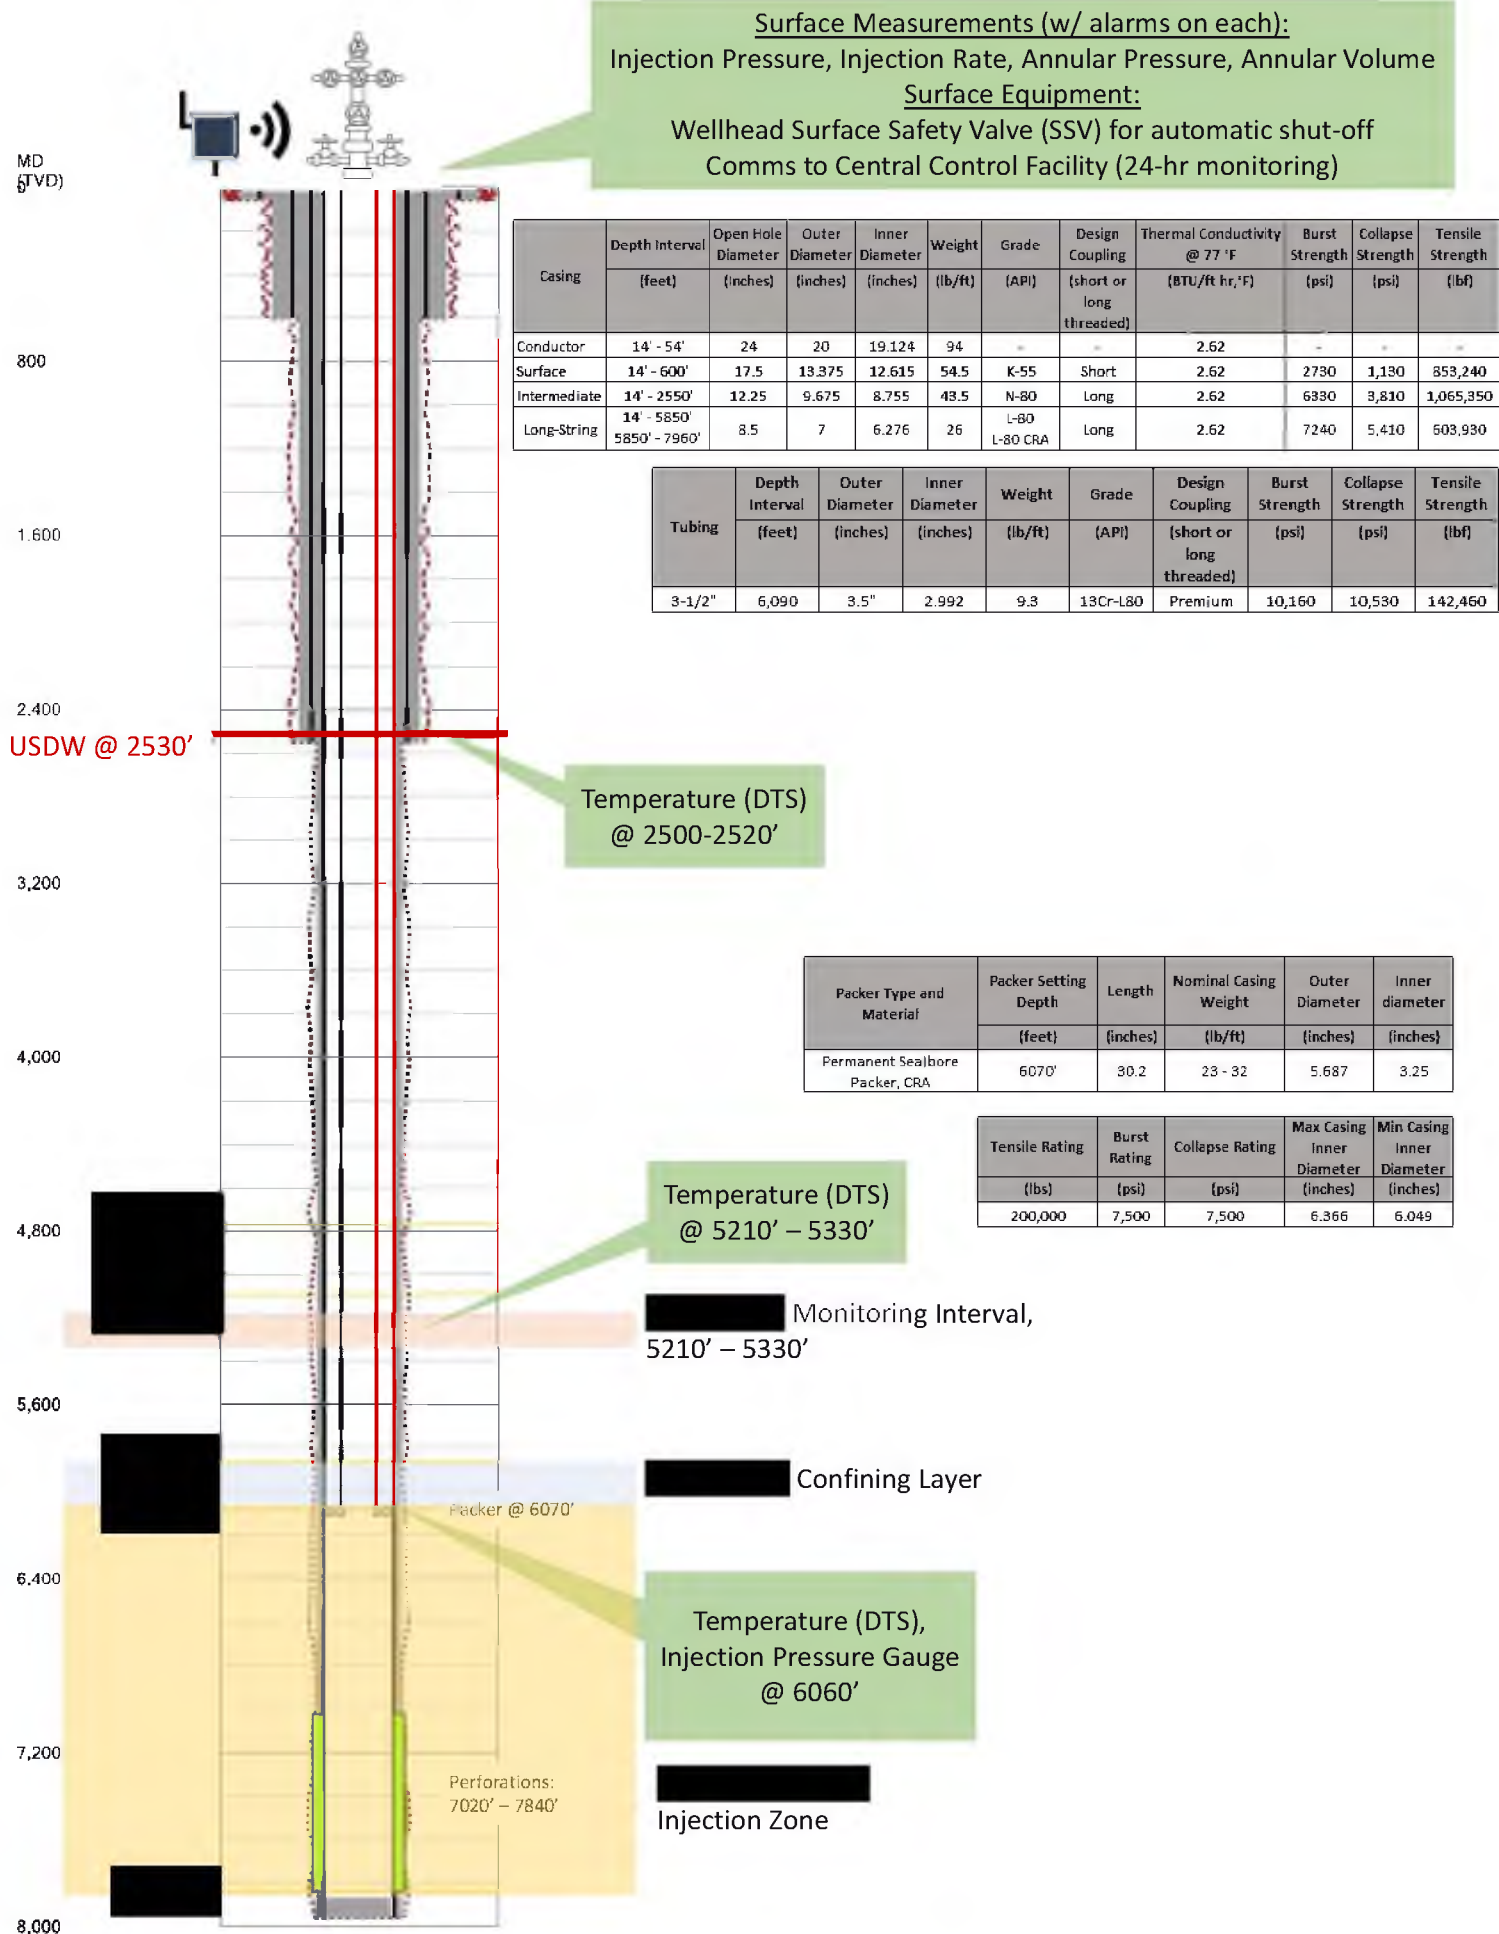 Surface Measurements (w/ alarms on each):
Injection Pressure, Injection Rate, Annular Pressure, Annular Volume
Surface Equipment:
Wellhead Surface Safety Valve (SSV) for automatic shut-off
Comms to Central Control Facility (24-hr monitoring)
MD
(TVD)
0
Casing Depth Interval Open Hole Diameter Outer Diameter Inner Diameter Weight Grade Design Coupling Thermal Conductivity @ 77 °F Burst Strength Collapse Strength Tensile Strength
(feet) (inches) (inches) (inches) (lb/ft) (API) (short or long threaded) (BTU/ft hr,°F) (psi) (psi) (lbf)
Conductor 14' - 54' 24 20 19.124 94 - - 2.62 - - -
Surface 14' - 600' 17.5 13.375 12.615 54.5 K-55 Short 2.62 2730 1,130 853,240
Intermediate 14' - 2550' 12.25 9.675 8.755 43.5 N-80 Long 2.62 6330 3,810 1,065,350
Long-String 14' - 5850' 5850' - 7960' 8.5 7 6.276 26 L-80 L-80 CRA Long 2.62 7240 5,410 603,930
800
Tubing Depth Interval Outer Diameter Inner Diameter Weight Grade Design Coupling Burst Strength Collapse Strength Tensile Strength
(feet) (inches) (inches) (lb/ft) (API) (short or long threaded) (psi) (psi) (lbf)
3-1/2" 6,090 3.5" 2.992 9.3 13Cr-L80 Premium 10,160 10,530 142,460
1,600
2,400
USDW @ 2530’
Temperature (DTS)
@ 2500-2520’
3,200
Packer Type and Material Packer Setting Depth Length Nominal Casing Weight Outer Diameter Inner diameter
(feet) (inches) (lb/ft) (inches) (inches)
Permanent Sealbore Packer, CRA 6070' 30.2 23 - 32 5.687 3.25
4,000
Tensile Rating Burst Rating Collapse Rating Max Casing Inner Diameter Min Casing Inner Diameter
(lbs) (psi) (psi) (inches) (inches)
200,000 7,500 7,500 6.366 6.049
Temperature (DTS)
@ 5210’ – 5330’
4,800
Monitoring Interval,
5210’ – 5330’
5,600
Confining Layer
Packer @ 6070’
6,400
Temperature (DTS),
Injection Pressure Gauge
@ 6060’
7,200
Perforations:
7020’ – 7840’
Injection Zone
8,000